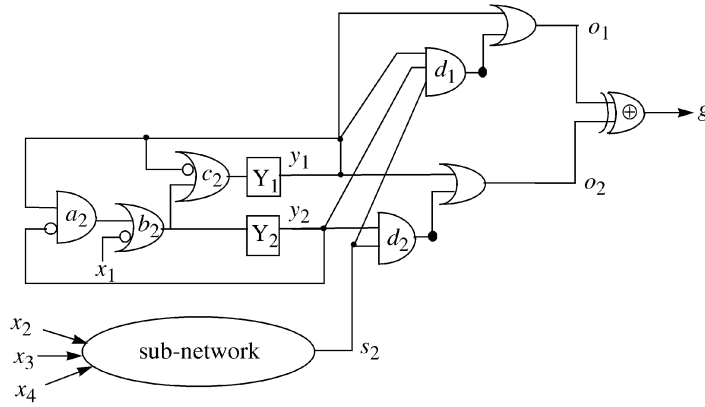 o1
d1
⊕
g
y1
c2
Y1
o2
a2
b2
y2
Y2
d2
x1
x2
x3
x4
sub-network
s2